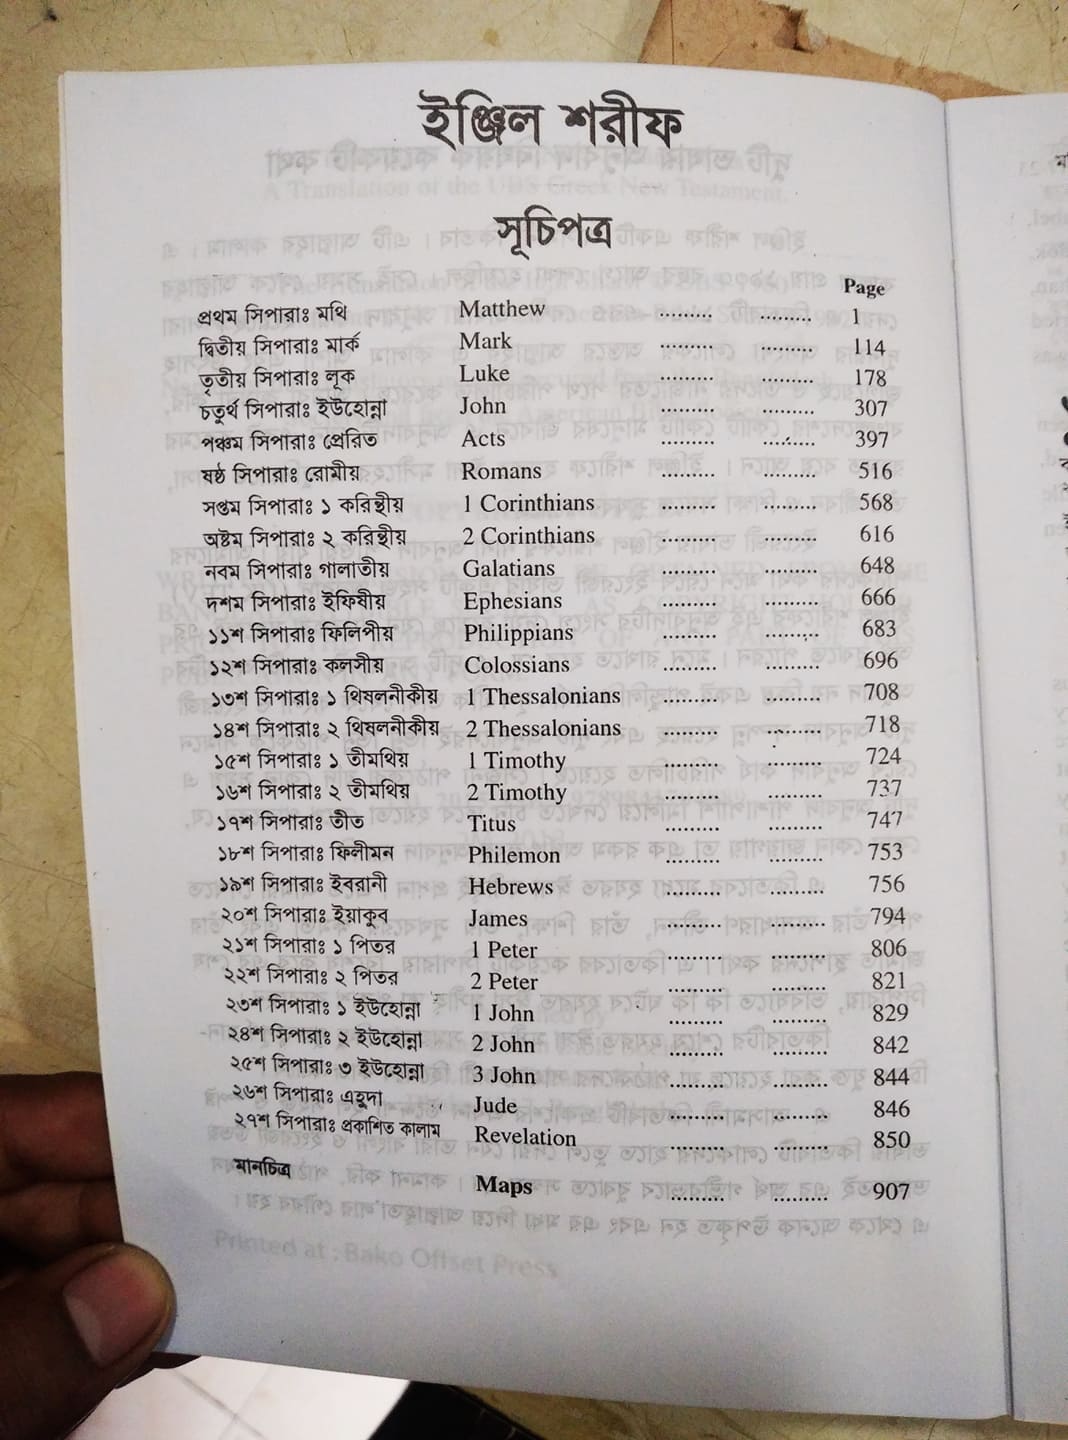 ইঞ্জিল শরীফ
সূচিপত্র
Page
প্রথম সিপারাঃ মথি Matthew ......... ......... 1
দ্বিতীয় সিপারাঃ মার্ক Mark ......... ......... 114
তৃতীয় সিপারাঃ লূক Luke ......... ......... 178
চতুর্থ সিপারাঃ ইউহোন্না John ......... ......... 307
পঞ্চম সিপারাঃ প্রেরিত Acts ......... ......... 397
ষষ্ঠ সিপারাঃ রোমীয় Romans ......... ......... 516
সপ্তম সিপারাঃ ১ করিন্থীয় 1 Corinthians ......... ......... 568
অষ্টম সিপারাঃ ২ করিন্থীয় 2 Corinthians ......... ......... 616
নবম সিপারাঃ গালাতীয় Galatians ......... ......... 648
দশম সিপারাঃ ইফিষীয় Ephesians ......... ......... 666
১১শ সিপারাঃ ফিলিপীয় Philippians ......... ......... 683
১২শ সিপারাঃ কলসীয় Colossians ......... ......... 696
১৩শ সিপারাঃ ১ থিষলনীকীয় 1 Thessalonians ......... ......... 708
১৪শ সিপারাঃ ২ থিষলনীকীয় 2 Thessalonians ......... ......... 718
১৫শ সিপারাঃ ১ তীমথিয় 1 Timothy ......... ......... 724
১৬শ সিপারাঃ ২ তীমথিয় 2 Timothy ......... ......... 737
১৭শ সিপারাঃ তীত Titus ......... ......... 747
১৮শ সিপারাঃ ফিলীমন Philemon ......... ......... 753
১৯শ সিপারাঃ ইবরানী Hebrews ......... ......... 756
২০শ সিপারাঃ ইয়াকুব James ......... ......... 794
২১শ সিপারাঃ ১ পিতর 1 Peter ......... ......... 806
২২শ সিপারাঃ ২ পিতর 2 Peter ......... ......... 821
২৩শ সিপারাঃ ১ ইউহোন্না 1 John ......... ......... 829
২৪শ সিপারাঃ ২ ইউহোন্না 2 John ......... ......... 842
২৫শ সিপারাঃ ৩ ইউহোন্না 3 John ......... ......... 844
২৬শ সিপারাঃ এহুদা Jude ......... ......... 846
২৭শ সিপারাঃ প্রকাশিত কালাম Revelation ......... ......... 850
মানচিত্র Maps ......... ......... 907
Printed at : Bako Offset Press